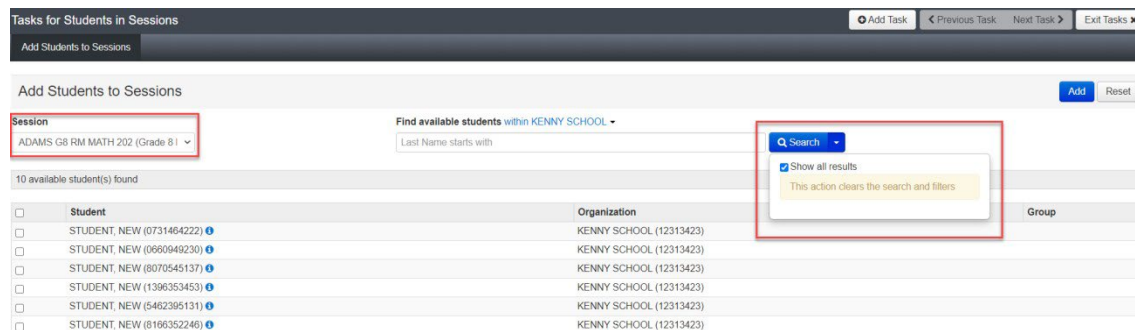 Tasks for Students in Sessions
Add Task
Previous Task
Next Task
Exit Tasks
Add Students to Sessions
Add Students to Sessions
Add
Reset
Session
Find available students within KENNY SCHOOL
ADAMS G8 RM MATH 202 (Grade 8
Last Name starts with
Search
Show all results
This action clears the search and filters
10 available student(s) found
Student Organization Group
STUDENT, NEW (0731464222) KENNY SCHOOL (12313423)
STUDENT, NEW (0660949230) KENNY SCHOOL (12313423)
STUDENT, NEW (8070545137) KENNY SCHOOL (12313423)
STUDENT, NEW (1396353453) KENNY SCHOOL (12313423)
STUDENT, NEW (5462395131) KENNY SCHOOL (12313423)
STUDENT, NEW (8166352246) KENNY SCHOOL (12313423)